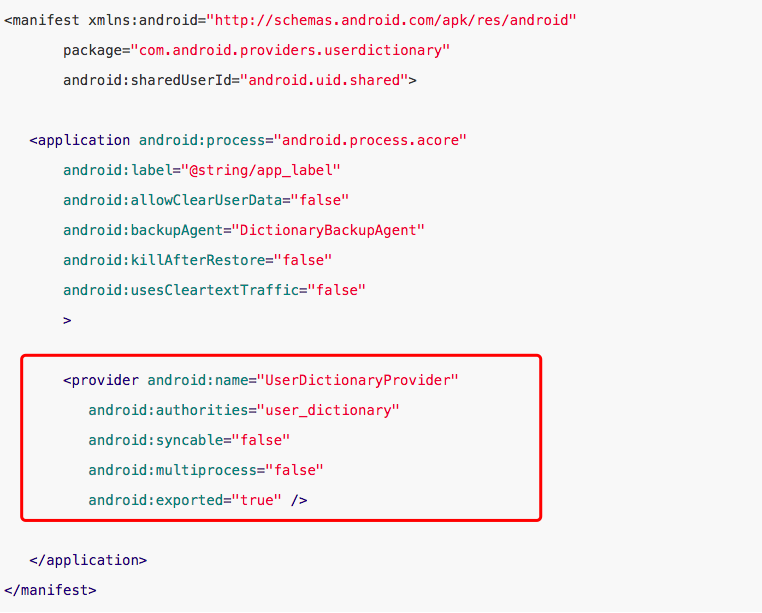 <manifest xmlns:android="http://schemas.android.com/apk/res/android"
package="com.android.providers.userdictionary"
android:sharedUserId="android.uid.shared">
<application android:process="android.process.acore"
android:label="@string/app_label"
android:allowClearUserData="false"
android:backupAgent="DictionaryBackupAgent"
android:killAfterRestore="false"
android:usesCleartextTraffic="false"
>
<provider android:name="UserDictionaryProvider"
android:authorities="user_dictionary"
android:syncable="false"
android:multiprocess="false"
android:exported="true" />
</application>
</manifest>